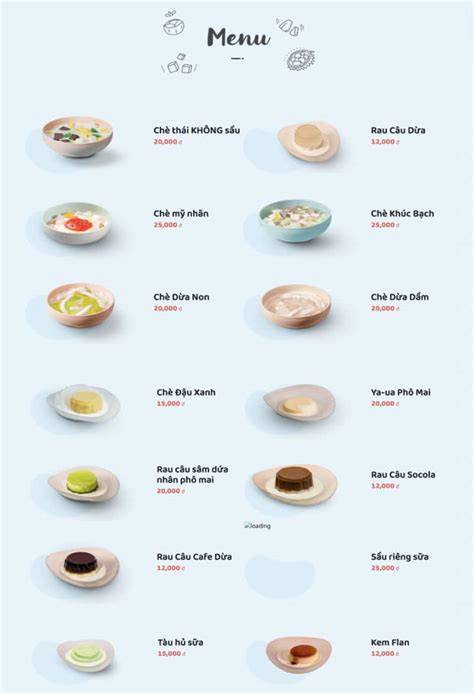 Menu
Chè thái KHÔNG sầu
20,000 đ
Rau Câu Dừa
12,000 đ
Chè mỹ nhãn
25,000 đ
Chè Khúc Bạch
25,000 đ
Chè Dừa Non
20,000 đ
Chè Dừa Dầm
20,000 đ
Chè Đậu Xanh
15,000 đ
Ya-ua Phô Mai
20,000 đ
Rau câu sâm dứa
nhân phô mai
20,000 đ
Rau Câu Socola
12,000 đ
loading
Rau Câu Cafe Dừa
12,000 đ
Sầu riêng sữa
25,000 đ
Tàu hủ sữa
15,000 đ
Kem Flan
12,000 đ